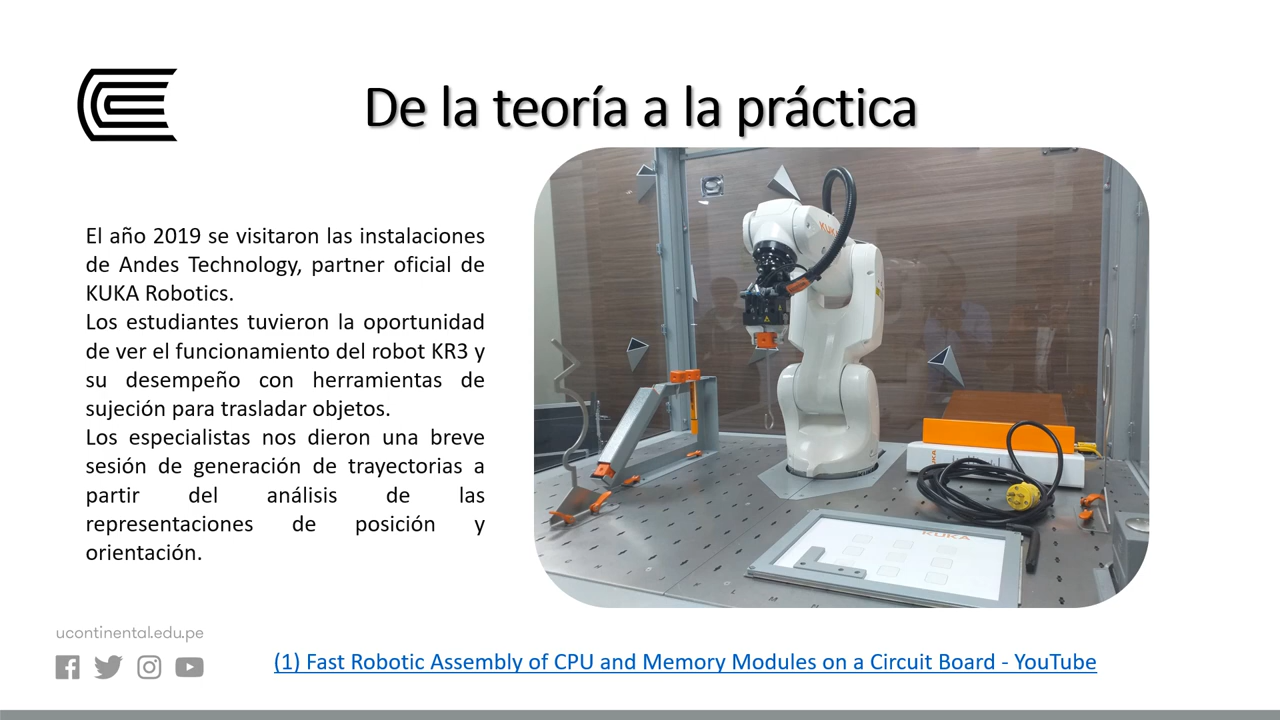 De la teoría a la práctica
El año 2019 se visitaron las instalaciones
de Andes Technology, partner oficial de
KUKA Robotics.
Los estudiantes tuvieron la oportunidad
de ver el funcionamiento del robot KR3 y
su desempeño con herramientas de
sujeción para trasladar objetos.
Los especialistas nos dieron una breve
sesión de generación de trayectorias a
partir del análisis de las
representaciones de posición y
orientación.
KUKA
KUKA
KUKA
ucontinental.edu.pe
(1) Fast Robotic Assembly of CPU and Memory Modules on a Circuit Board - YouTube